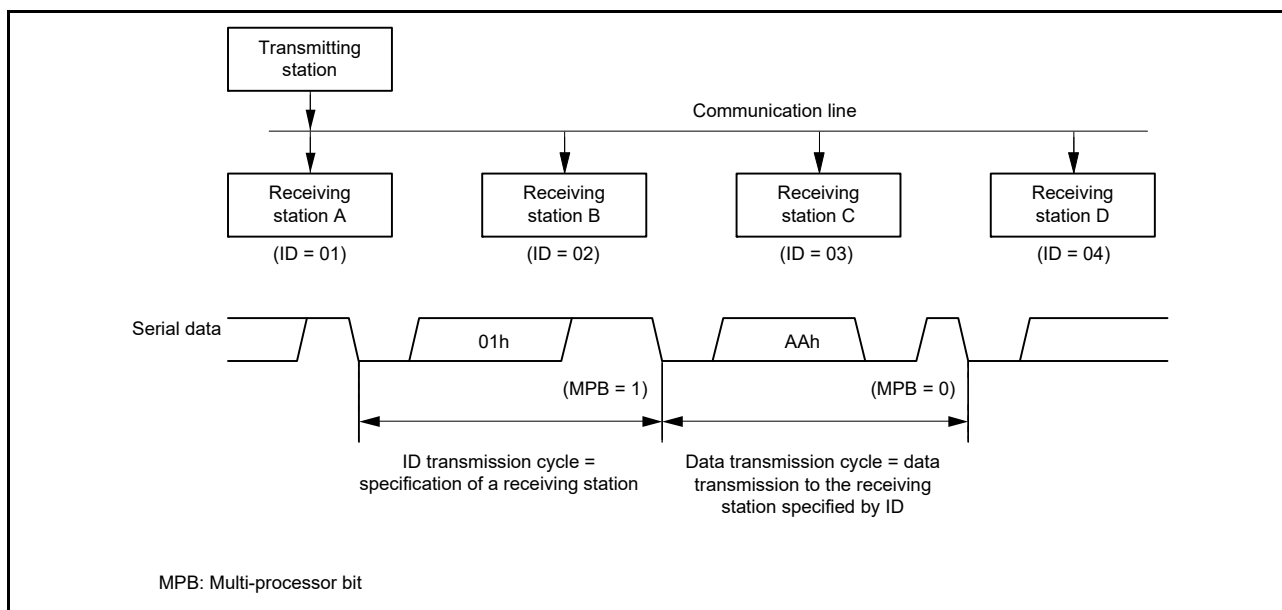 Transmitting
station
Communication line
Receiving
station A
Receiving
station B
Receiving
station C
Receiving
station D
(ID = 01)
(ID = 02)
(ID = 03)
(ID = 04)
Serial data
01h
AAh
(MPB = 1)
(MPB = 0)
ID transmission cycle =
specification of a receiving station
Data transmission cycle = data
transmission to the receiving
station specified by ID
MPB: Multi-processor bit